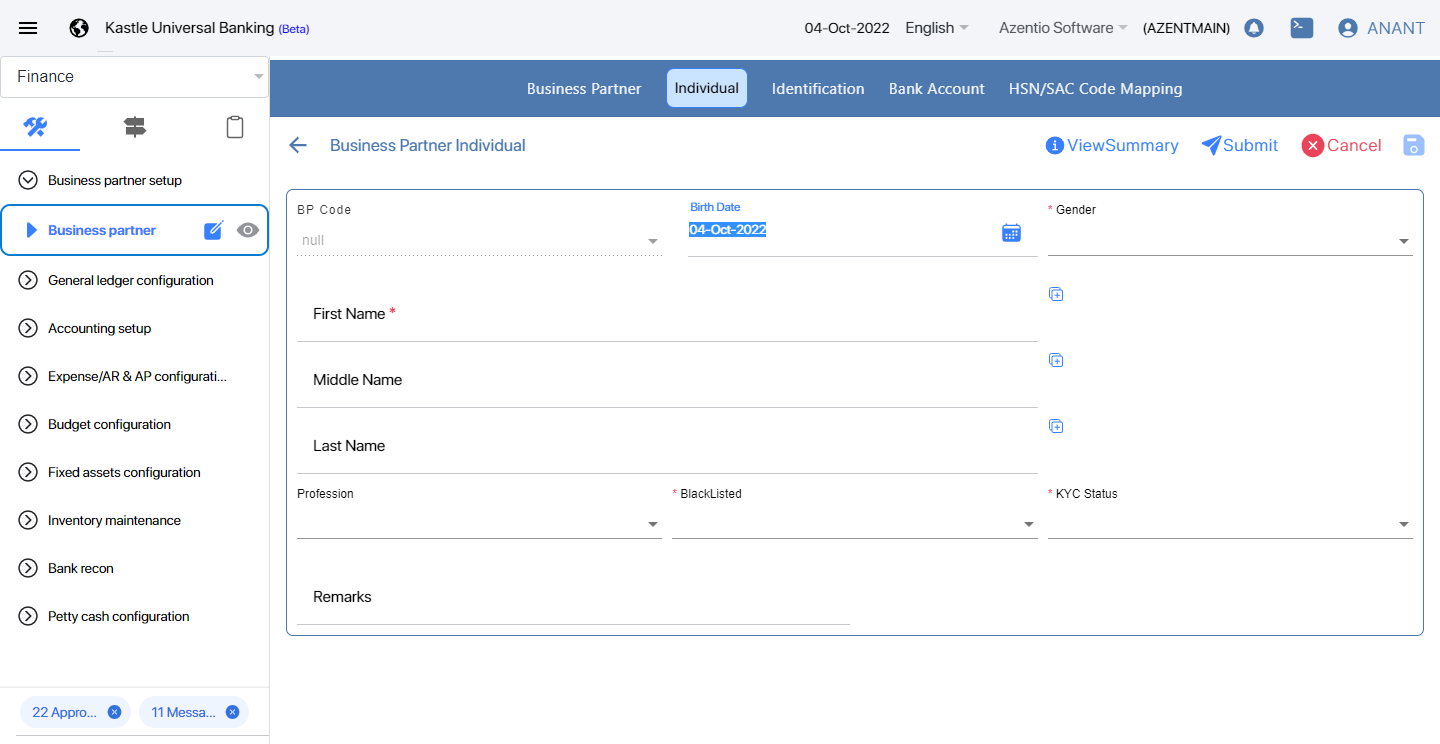 Kastle Universal Banking (Beta)
04-Oct-2022
English
Azentio Software
(AZENTMAIN)
ANANT
Finance
Business Partner
Individual
Identification
Bank Account
HSN/SAC Code Mapping
Business Partner Individual
ViewSummary
Submit
Cancel
Business partner setup
Business partner
General ledger configuration
Accounting setup
Expense/AR & AP configurati...
Budget configuration
Fixed assets configuration
Inventory maintenance
Bank recon
Petty cash configuration
22 Appro...
11 Messa...
BP Code
null
Birth Date
04-Oct-2022
* Gender
First Name *
Middle Name
Last Name
Profession
* BlackListed
* KYC Status
Remarks